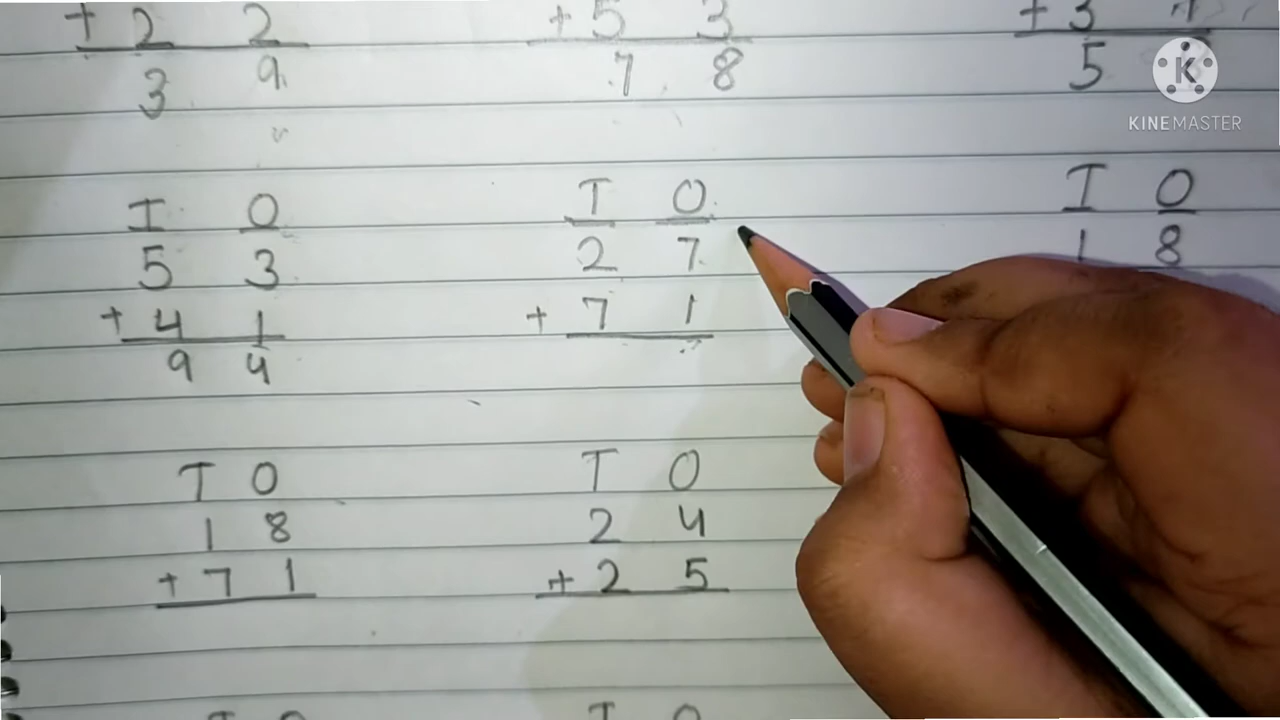 + 2 2
3 9
+ 5 3
7 8
+ 3
5
KINEMASTER
T O
5 3
+ 4 1
9 4
T O
2 7
+ 7 1
T O
1 8
T O
1 8
+ 7 1
T O
2 4
+ 2 5
T O
T O